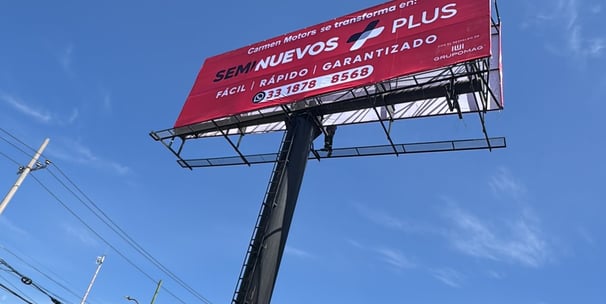 Carmen Motors se transforma en:
SEMINUEVOS PLUS
FÁCIL | RÁPIDO | GARANTIZADO
33 1878 - 8568
GRUPOMAG